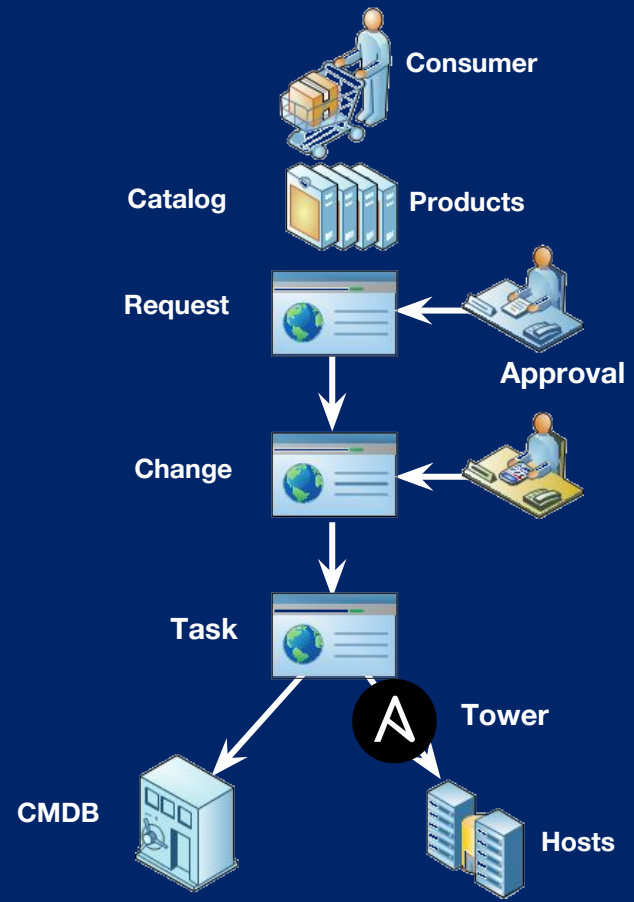 Consumer
Catalog
Products
Request
Approval
Change
Task
Tower
CMDB
Hosts